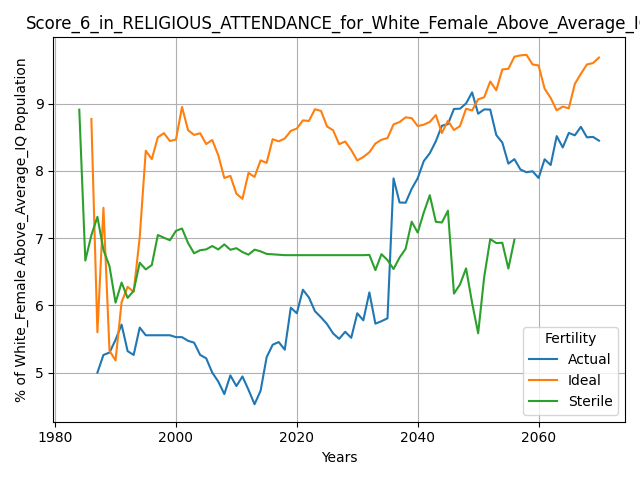 Score_6_in_RELIGIOUS_ATTENDANCE_for_White_Female_Above_Average_I
% of White_Female Above_Average_IQ Population
9
8
7
6
5
1980 2000 2020 2040 2060
Years
Fertility
Actual
Ideal
Sterile